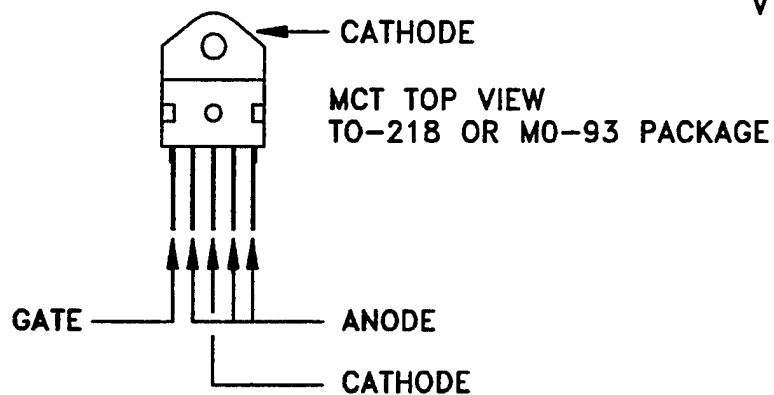 V
CATHODE
MCT TOP VIEW
TO-218 OR MO-93 PACKAGE
GATE
ANODE
CATHODE